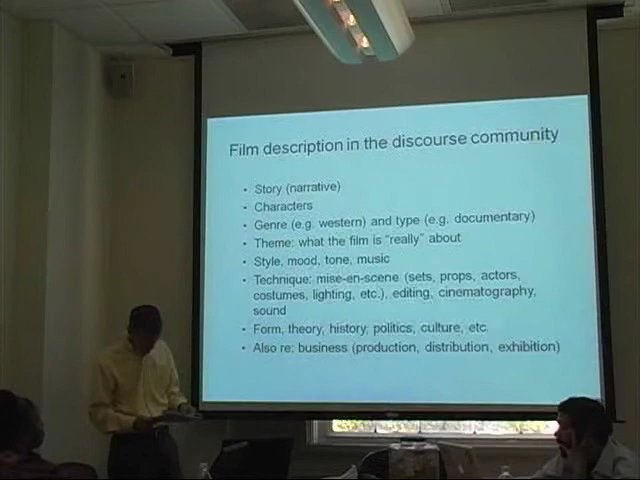 Film description in the discourse community
• Story (narrative)
• Characters
• Genre (e.g. western) and type (e.g. documentary)
• Theme: what the film is "really" about
• Style, mood, tone, music
• Technique: mise-en-scene (sets, props, actors,
costumes, lighting, etc.), editing, cinematography,
sound
• Form, theory, history, politics, culture, etc.
• Also re: business (production, distribution, exhibition)